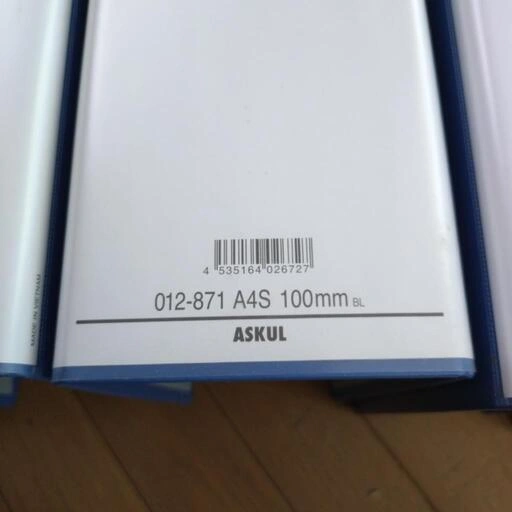 4 535164 026727
012-871 A4S 100mm BL
ASKUL
MADE IN VIETNAM